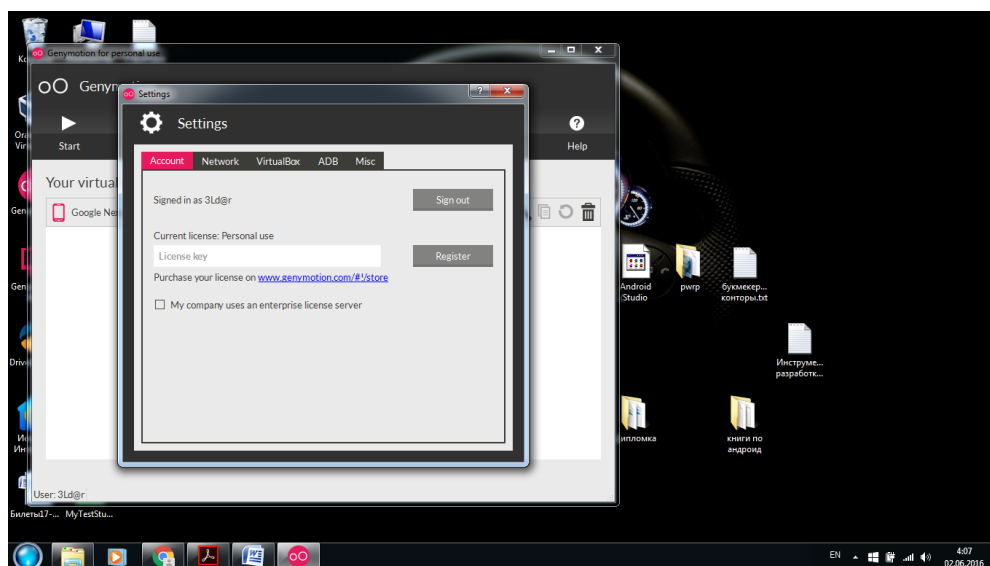 Genymotion for personal use
Settings
Settings
Start
Help
Account Network VirtualBox ADB Misc
Your virtual
Signed in as 3Ld@r
Sign out
Google Ne
Current license: Personal use
License key
Register
Purchase your license on www.genymotion.com/#!/store
My company uses an enterprise license server
Android
Studio
pwrp
букмекер...
конторы.txt
Инструме...
разработк...
ипломка
книги по
андроид
User: 3Ld@r
Билеты17-...
MyTestStu...
EN
4:07
02.06.2016